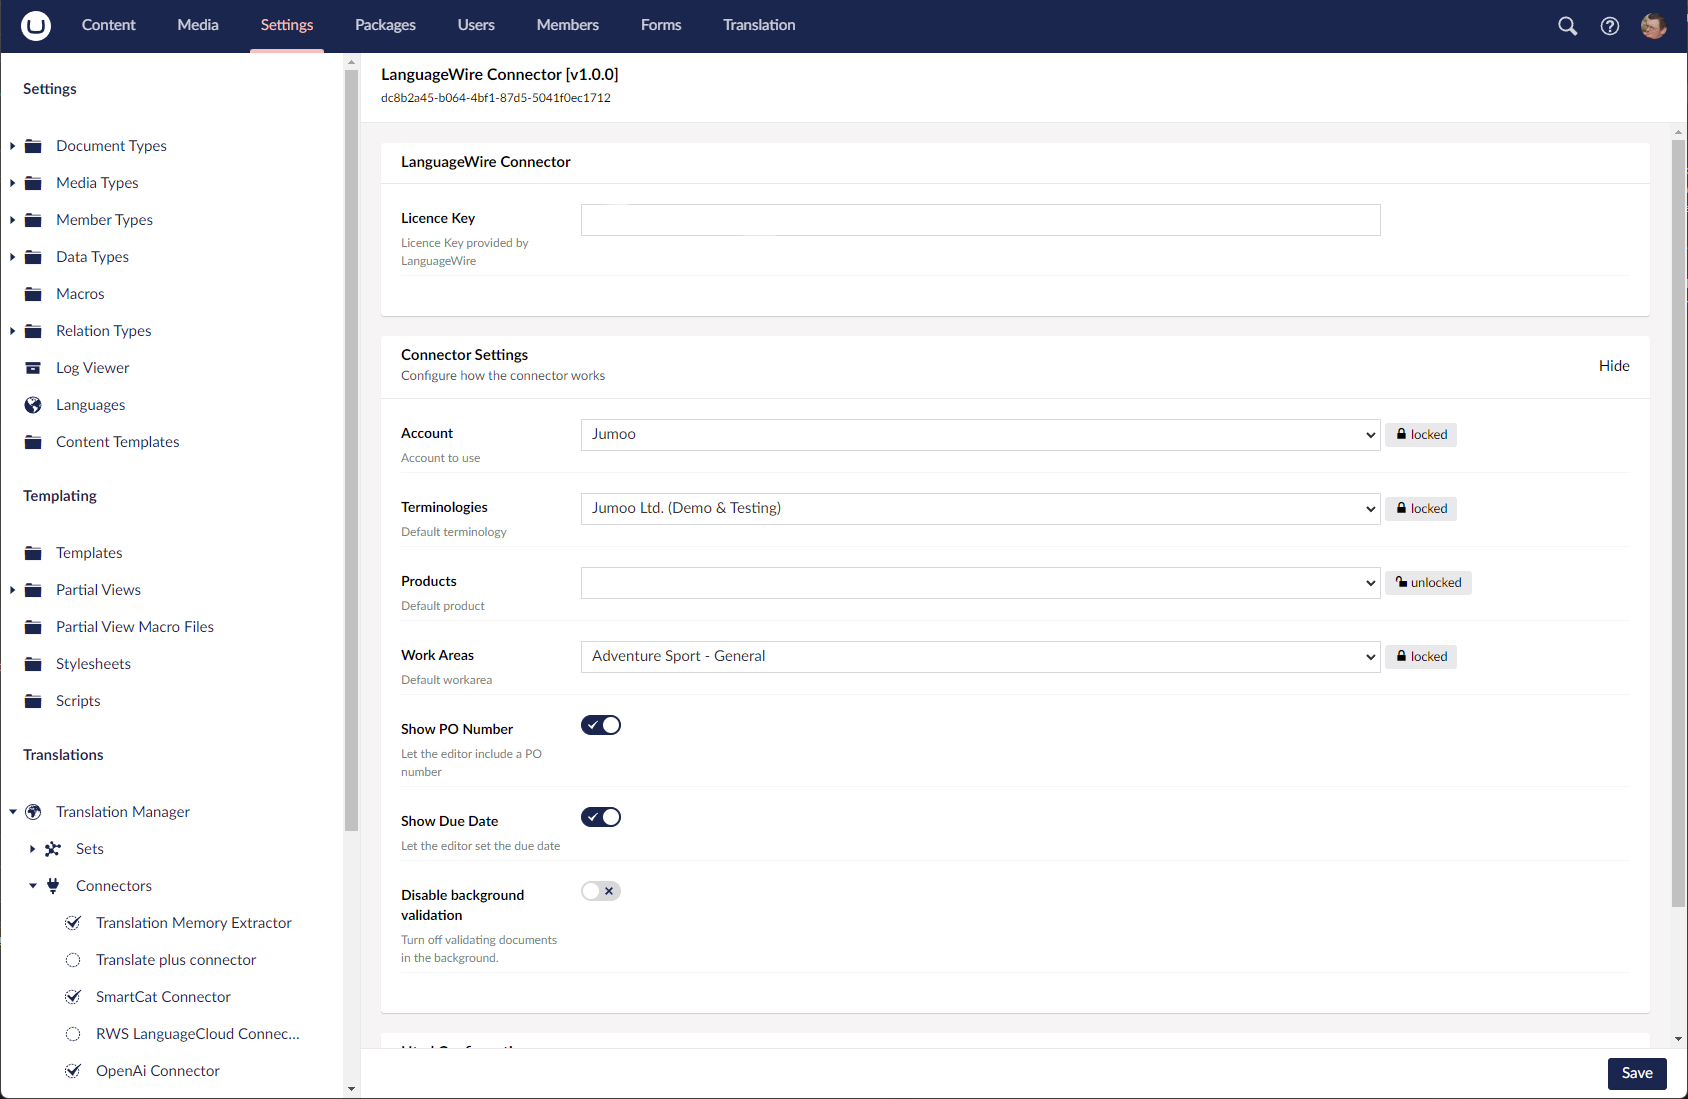 Content
Media
Settings
Packages
Users
Members
Forms
Translation
Settings
Document Types
Media Types
Member Types
Data Types
Macros
Relation Types
Log Viewer
Languages
Content Templates
Templating
Templates
Partial Views
Partial View Macro Files
Stylesheets
Scripts
Translations
Translation Manager
Sets
Connectors
Translation Memory Extractor
Translate plus connector
SmartCat Connector
RWS LanguageCloud Connec...
OpenAi Connector
LanguageWire Connector [v1.0.0]
dc8b2a45-b064-4bf1-87d5-5041f0ec1712
LanguageWire Connector
Licence Key
Licence Key provided by
LanguageWire
Connector Settings
Configure how the connector works
Hide
Account
Account to use
Jumoo
locked
Terminologies
Default terminology
Jumoo Ltd. (Demo & Testing)
locked
Products
Default product
unlocked
Work Areas
Default workarea
Adventure Sport - General
locked
Show PO Number
Let the editor include a PO
number
Show Due Date
Let the editor set the due date
Disable background
validation
Turn off validating documents
in the background.
Save